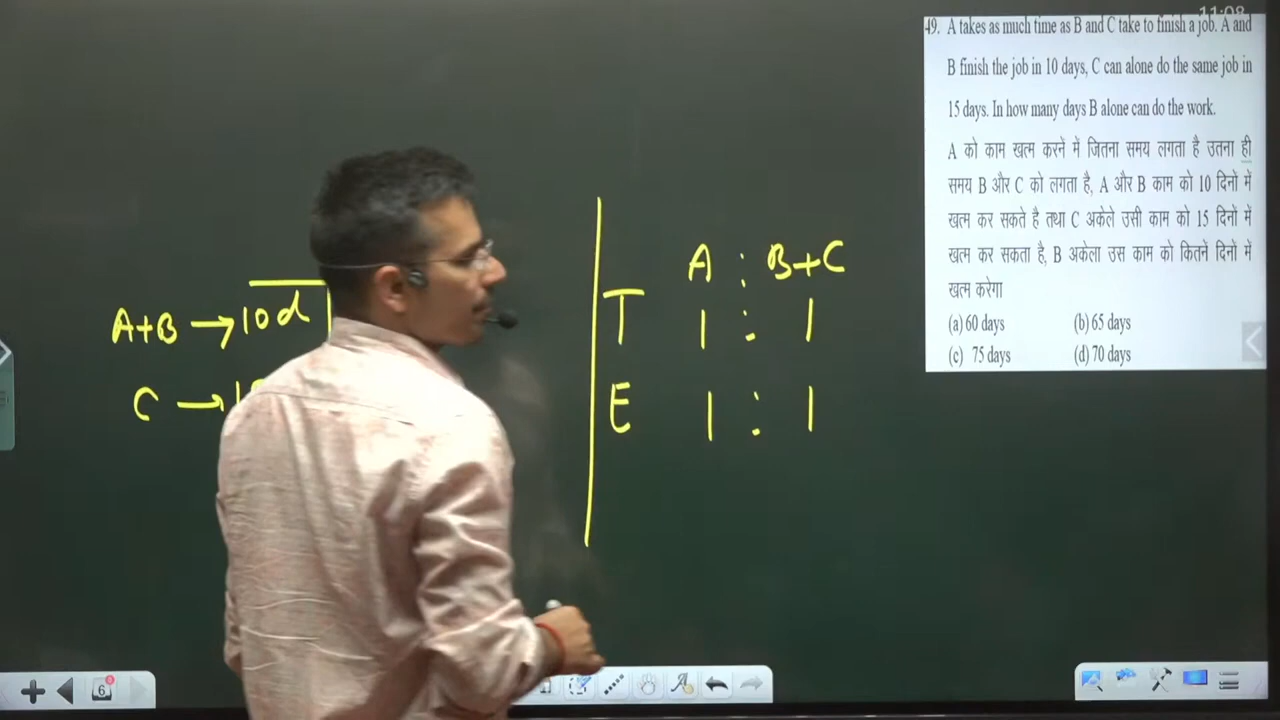 49. A takes as much time as B and C take to finish a job. A and
B finish the job in 10 days, C can alone do the same job in
15 days. In how many days B alone can do the work.
A को काम खत्म करनें में जितना समय लगता है उतना ही
समय B और C को लगता है, A और B काम को 10 दिनों में
खत्म कर सकते है तथा C अकेले उसी काम को 15 दिनों में
खत्म कर सकता है, B अकेला उस काम को कितने दिनों में
खत्म करेगा
(a) 60 days (b) 65 days
(c) 75 days (d) 70 days
A+B → 10d
C →
A : B+C
T 1 : 1
E 1 : 1
6